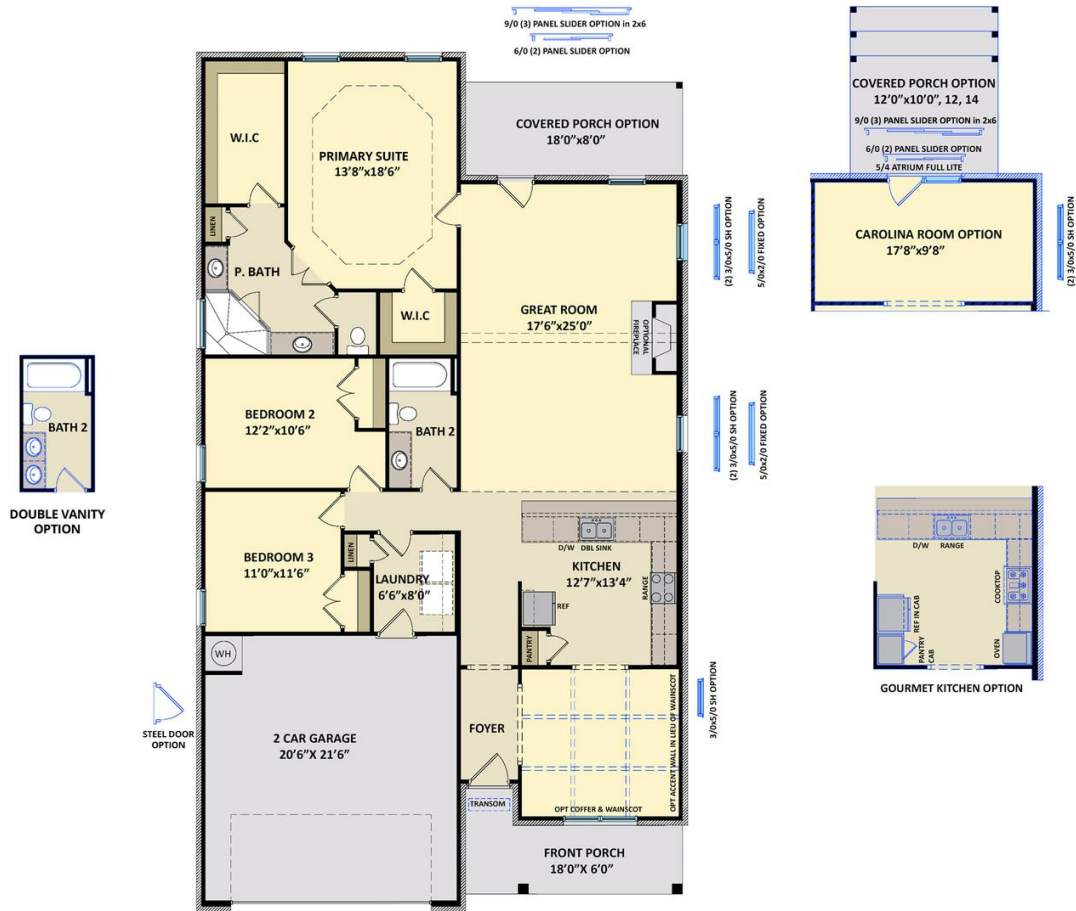 9/0 (3) PANEL SLIDER OPTION in 2x6
6/0 (2) PANEL SLIDER OPTION
W.I.C
PRIMARY SUITE
13'8"x18'6"
COVERED PORCH OPTION
18'0"x8'0"
LINEN
P. BATH
W.I.C
GREAT ROOM
17'6"x25'0"
OPTIONAL
FIREPLACE
(2) 3/0x5/0 SH OPTION
5/0x2/0 FIXED OPTION
(2) 3/0x5/0 SH OPTION
5/0x2/0 FIXED OPTION
BEDROOM 2
12'2"x10'6"
BATH 2
BEDROOM 3
11'0"x11'6"
LINEN
LAUNDRY
6'6"x8'0"
D/W DBL SINK
KITCHEN
12'7"x13'4"
RANGE
REF
PANTRY
WH
2 CAR GARAGE
20'6"X 21'6"
FOYER
TRANSOM
OPT COFFER & WAINSCOT
OPT ACCENT WALL IN LIEU OF WAINSCOT
3/0x5/0 SH OPTION
FRONT PORCH
18'0"X 6'0"
BATH 2
DOUBLE VANITY
OPTION
STEEL DOOR
OPTION
COVERED PORCH OPTION
12'0"x10'0", 12, 14
9/0 (3) PANEL SLIDER OPTION in 2x6
6/0 (2) PANEL SLIDER OPTION
5/4 ATRIUM FULL LITE
CAROLINA ROOM OPTION
17'8"x9'8"
(2) 3/0x5/0 SH OPTION
D/W RANGE
COOKTOP
REF IN CAB
PANTRY
CAB
OVEN
GOURMET KITCHEN OPTION